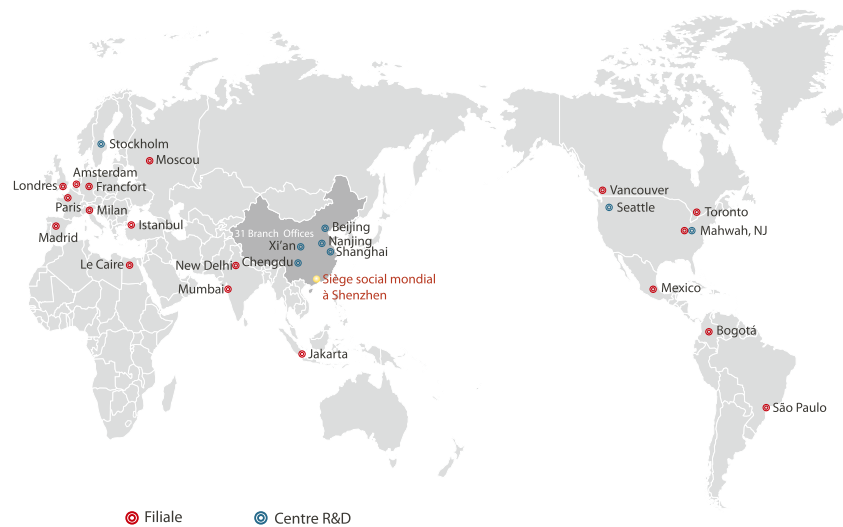 Stockholm
Moscou
Amsterdam
Londres
Francfort
Paris
Milan
Madrid
Istanbul
Le Caire
31 Branch Offices
Beijing
Nanjing
Xi'an
Shanghai
New Delhi
Chengdu
Siège social mondial
à Shenzhen
Mumbai
Jakarta
Vancouver
Seattle
Toronto
Mahwah, NJ
Mexico
Bogotá
São Paulo
Filiale
Centre R&D